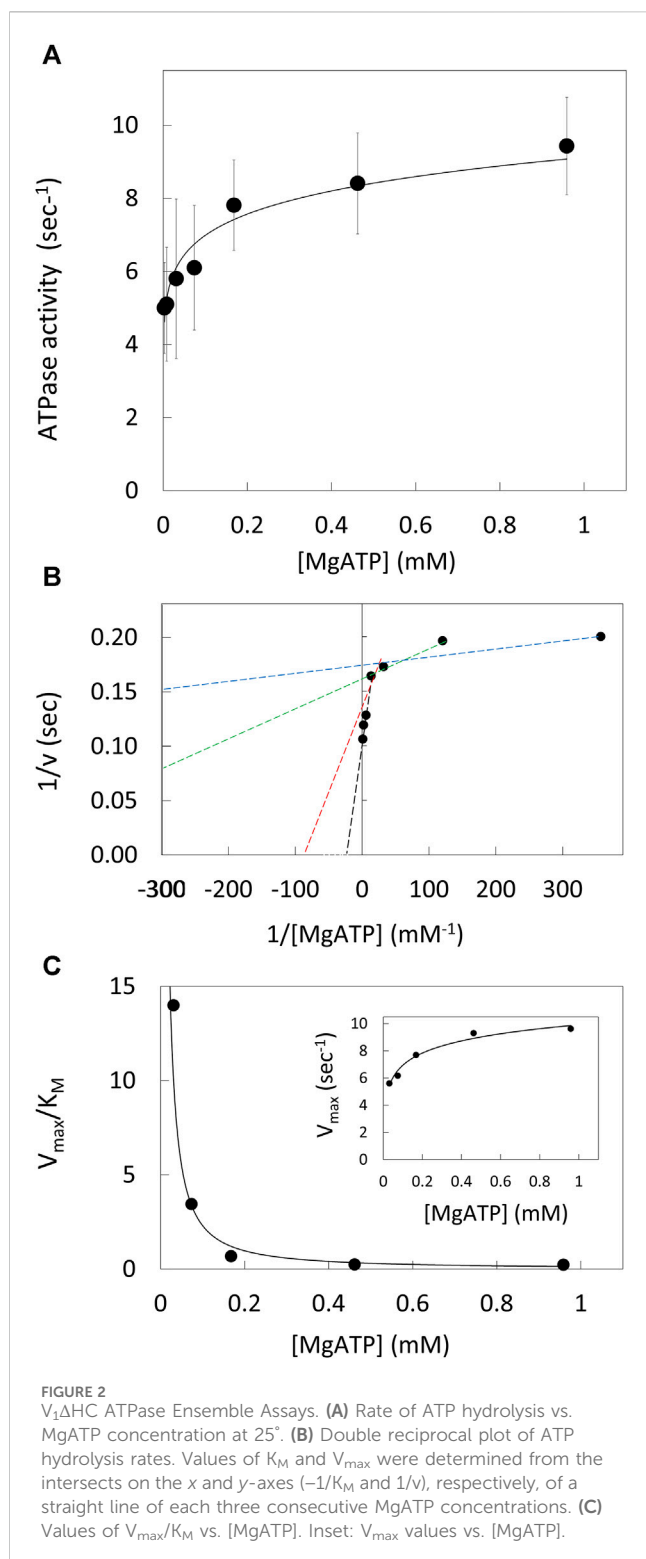 A
ATPase activity (sec-1)
10
8
6
4
2
0
0 0.2 0.4 0.6 0.8 1
[MgATP] (mM)
B
1/v (sec)
0.20
0.15
0.10
0.05
0.00
-300 -200 -100 0 100 200 300
1/[MgATP] (mM-1)
C
Vmax/KM
15
10
5
0
0 0.2 0.4 0.6 0.8 1
[MgATP] (mM)
Vmax (sec-1)
10
8
6
4
2
0
0 0.2 0.4 0.6 0.8 1
[MgATP] (mM)
FIGURE 2
V1ΔHC ATPase Ensemble Assays. (A) Rate of ATP hydrolysis vs.
MgATP concentration at 25°. (B) Double reciprocal plot of ATP
hydrolysis rates. Values of KM and Vmax were determined from the
intersects on the x and y-axes (–1/KM and 1/v), respectively, of a
straight line of each three consecutive MgATP concentrations. (C)
Values of Vmax/KM vs. [MgATP]. Inset: Vmax values vs. [MgATP].